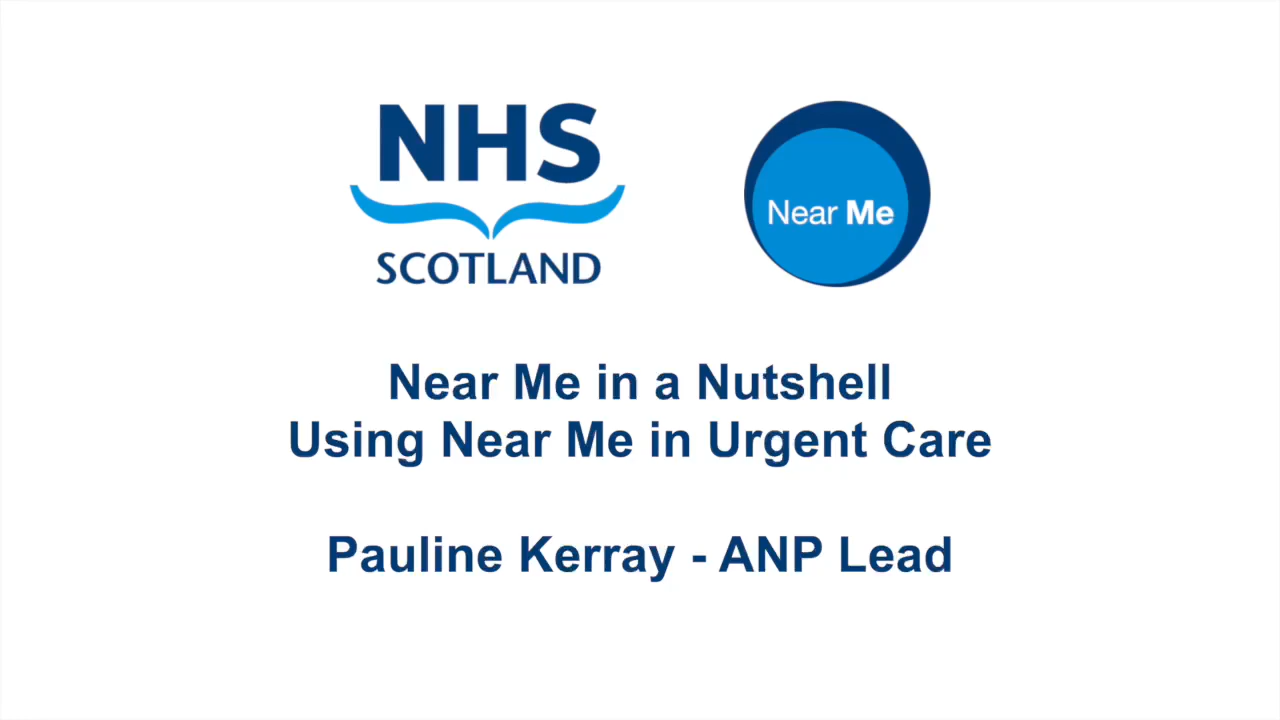 NHS
SCOTLAND
Near Me
Near Me in a Nutshell
Using Near Me in Urgent Care
Pauline Kerray - ANP Lead